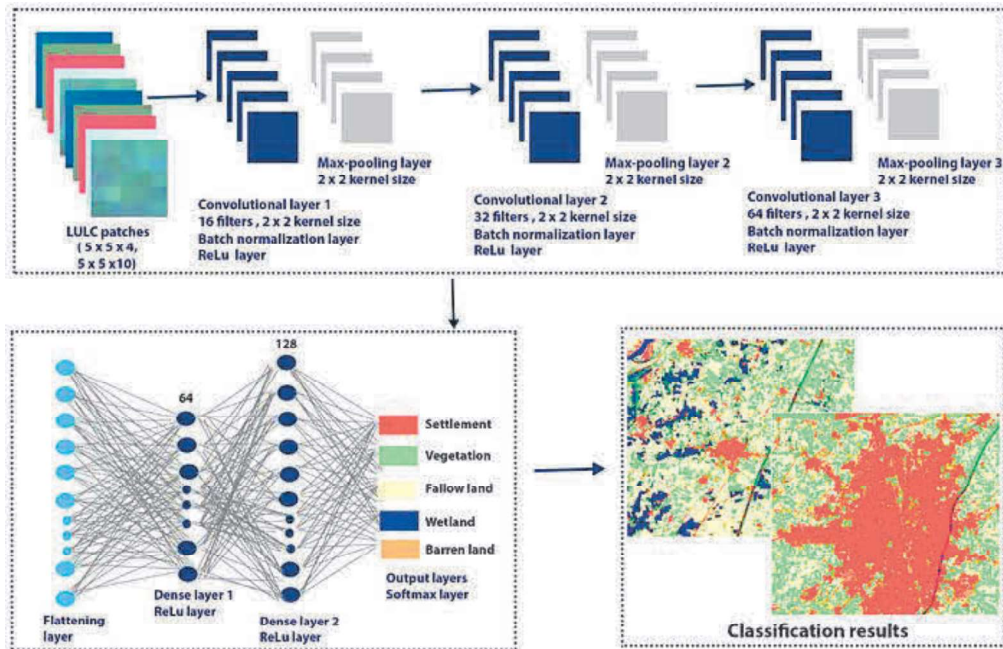 LULC patches
( 5 x 5 x 4,
5 x 5 x10)
Convolutional layer 1
16 filters , 2 x 2 kernel size
Batch normalization layer
ReLu layer
Max-pooling layer
2 x 2 kernel size
Convolutional layer 2
32 filters , 2 x 2 kernel size
Batch normalization layer
ReLu layer
Max-pooling layer 2
2 x 2 kernel size
Convolutional layer 3
64 filters , 2 x 2 kernel size
Batch normalization layer
ReLu layer
Max-pooling layer 3
2 x 2 kernel size
Flattening
layer
64
Dense layer 1
ReLu layer
128
Dense layer 2
ReLu layer
Settlement
Vegetation
Fallow land
Wetland
Barren land
Output layers
Softmax layer
Classification results